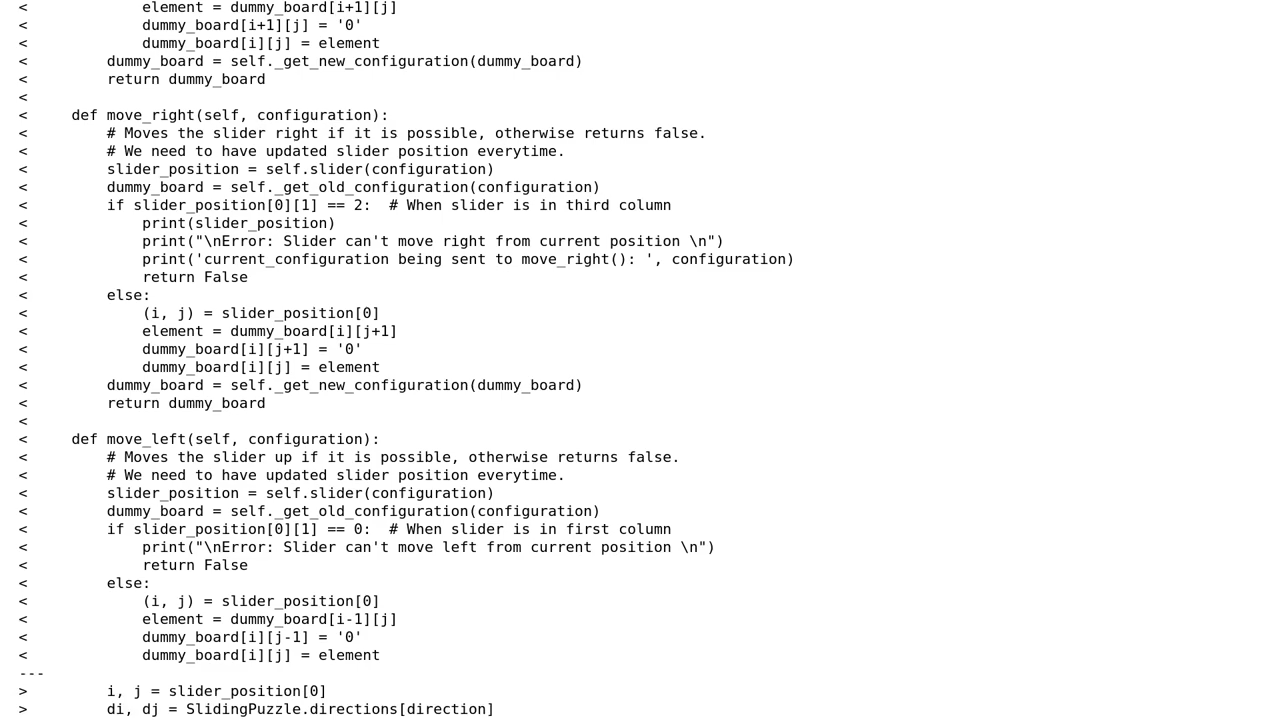 <             element = dummy_board[i+1][j]
<             dummy_board[i+1][j] = '0'
<             dummy_board[i][j] = element
<         dummy_board = self._get_new_configuration(dummy_board)
<         return dummy_board
<
<     def move_right(self, configuration):
<         # Moves the slider right if it is possible, otherwise returns false.
<         # We need to have updated slider position everytime.
<         slider_position = self.slider(configuration)
<         dummy_board = self._get_old_configuration(configuration)
<         if slider_position[0][1] == 2:  # When slider is in third column
<             print(slider_position)
<             print("\nError: Slider can't move right from current position \n")
<             print('current_configuration being sent to move_right(): ', configuration)
<             return False
<         else:
<             (i, j) = slider_position[0]
<             element = dummy_board[i][j+1]
<             dummy_board[i][j+1] = '0'
<             dummy_board[i][j] = element
<         dummy_board = self._get_new_configuration(dummy_board)
<         return dummy_board
<
<     def move_left(self, configuration):
<         # Moves the slider up if it is possible, otherwise returns false.
<         # We need to have updated slider position everytime.
<         slider_position = self.slider(configuration)
<         dummy_board = self._get_old_configuration(configuration)
<         if slider_position[0][1] == 0:  # When slider is in first column
<             print("\nError: Slider can't move left from current position \n")
<             return False
<         else:
<             (i, j) = slider_position[0]
<             element = dummy_board[i-1][j]
<             dummy_board[i][j-1] = '0'
<             dummy_board[i][j] = element
---
>         i, j = slider_position[0]
>         di, dj = SlidingPuzzle.directions[direction]